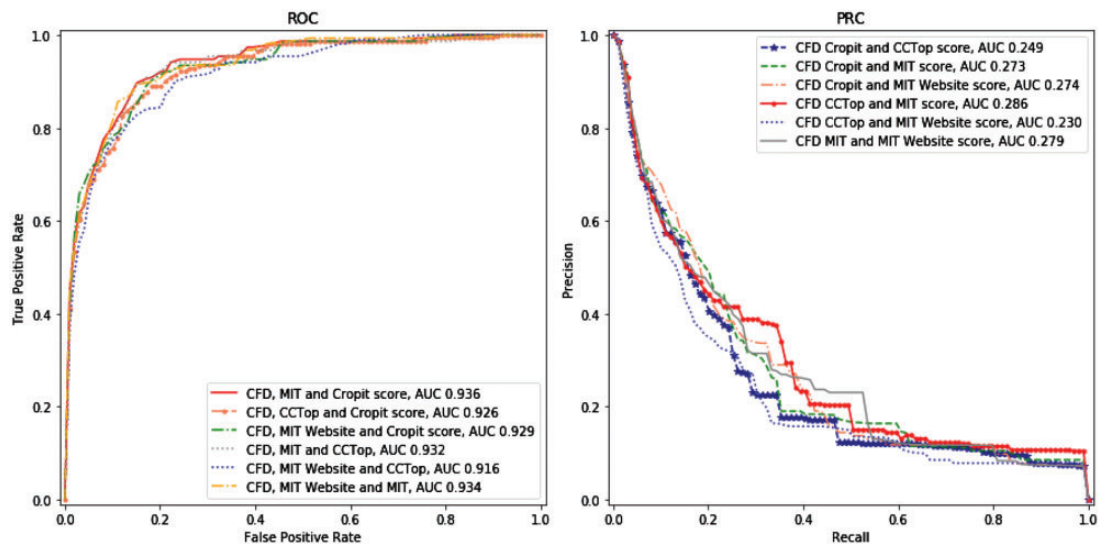 ROC
1.0
0.8
0.6
0.4
0.2
0.0
True Positive Rate
CFD, MIT and Cropit score, AUC 0.936
CFD, CCTop and Cropit score, AUC 0.926
CFD, MIT Website and Cropit score, AUC 0.929
CFD, MIT and CCTop, AUC 0.932
CFD, MIT Website and CCTop, AUC 0.916
CFD, MIT Website and MIT, AUC 0.934
0.0 0.2 0.4 0.6 0.8 1.0
False Positive Rate
PRC
1.0
0.8
0.6
0.4
0.2
0.0
Precision
CFD Cropit and CCTop score, AUC 0.249
CFD Cropit and MIT score, AUC 0.273
CFD Cropit and MIT Website score, AUC 0.274
CFD CCTop and MIT score, AUC 0.286
CFD CCTop and MIT Website score, AUC 0.230
CFD MIT and MIT Website score, AUC 0.279
0.0 0.2 0.4 0.6 0.8 1.0
Recall